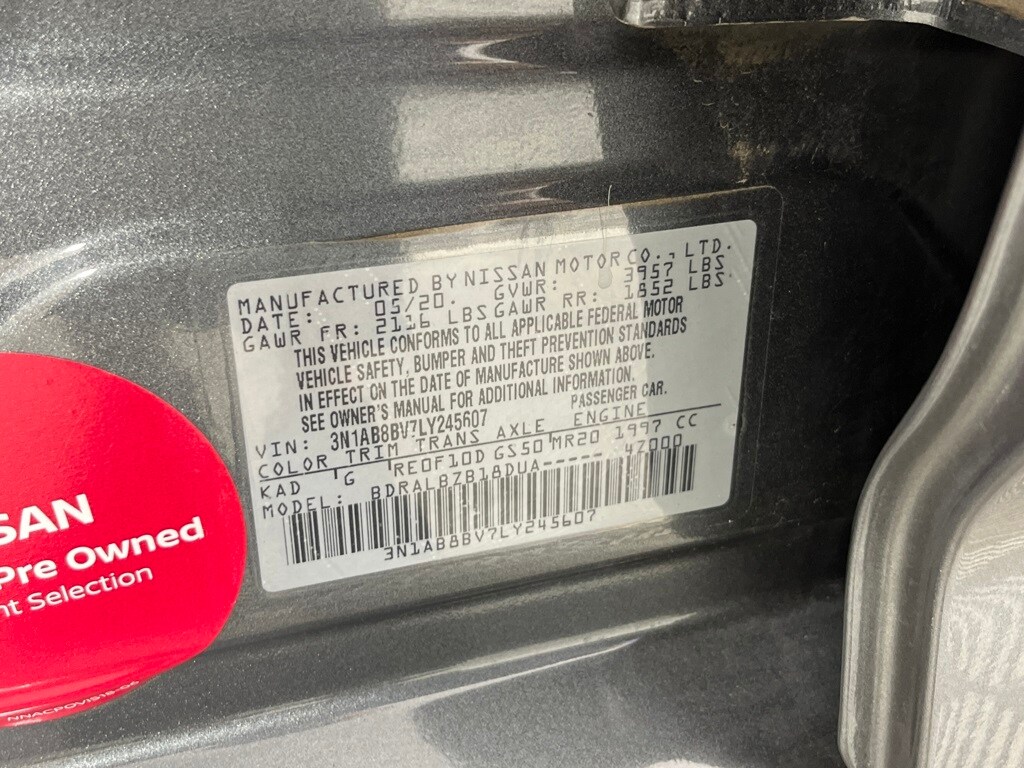 MANUFACTURED BY NISSAN MOTOR CO., LTD.
DATE: 05/20. GVWR: 3957 LBS
GAWR FR: 2116 LBS GAWR RR: 1852 LBS.
THIS VEHICLE CONFORMS TO ALL APPLICABLE FEDERAL MOTOR
VEHICLE SAFETY, BUMPER AND THEFT PREVENTION STANDARDS
IN EFFECT ON THE DATE OF MANUFACTURE SHOWN ABOVE.
SEE OWNER'S MANUAL FOR ADDITIONAL INFORMATION.
VIN: 3N1AB8BV7LY245607 PASSENGER CAR.
COLOR TRIM TRANS AXLE ENGINE
KAD G RE0F10D GS50 MR20 1997 CC
MODEL: BDRALBZB18DUA----- 4Z000
3N1AB8BV7LY245607
SAN
Pre Owned
nt Selection
NNACPOVIS18-06